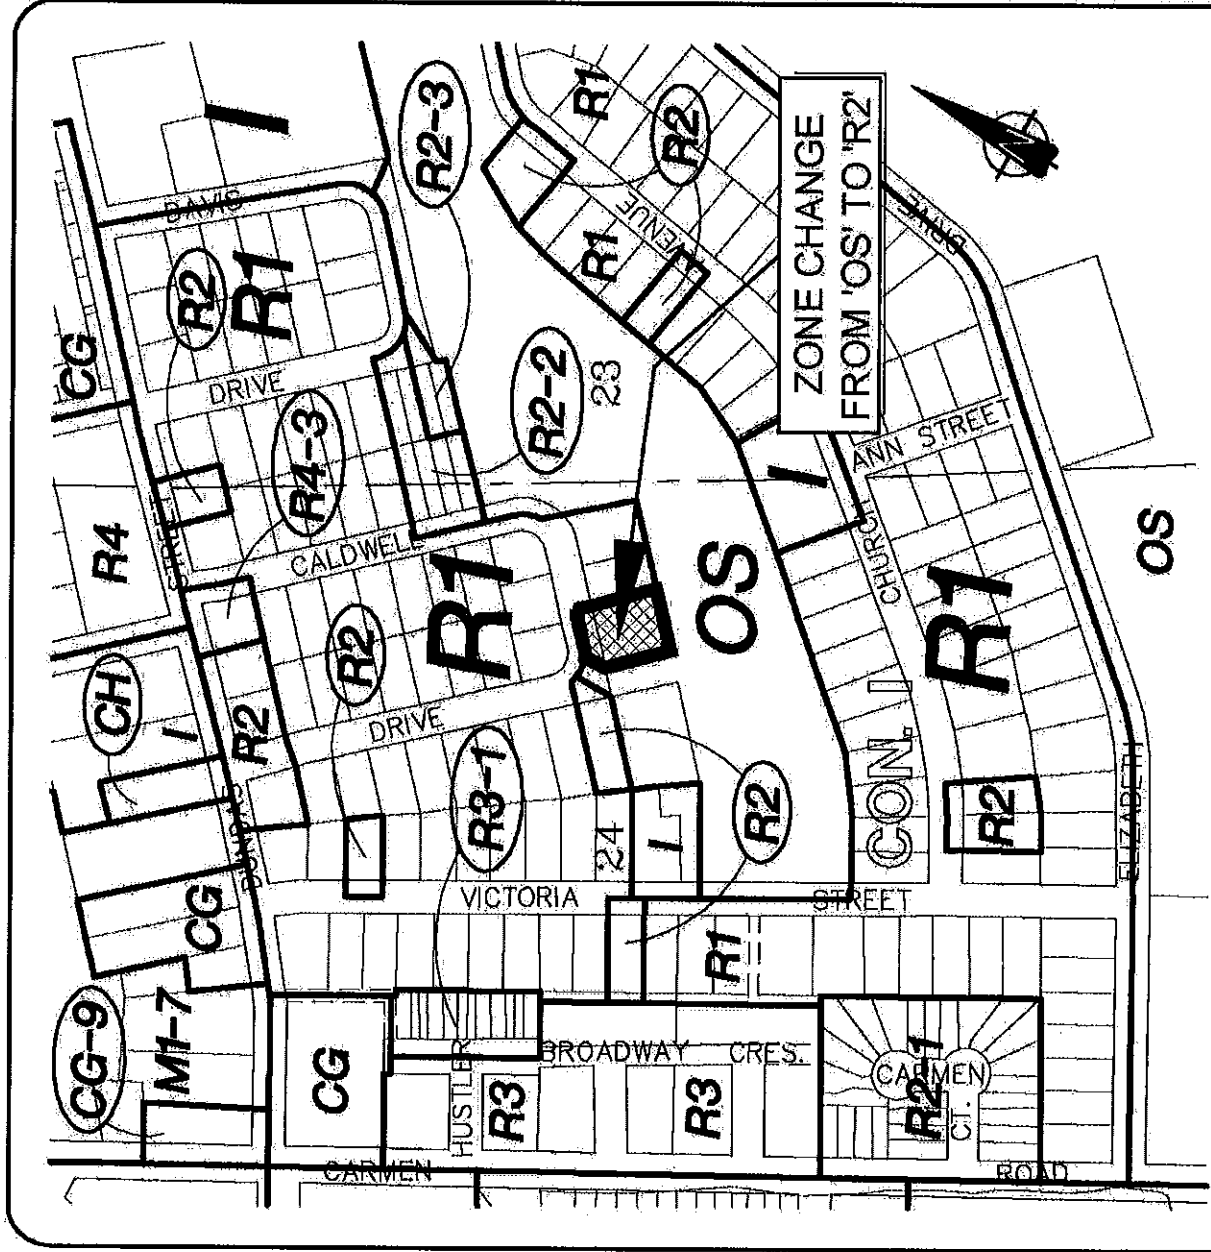 I
R2-3
R1
R2
DAVIS
R2
R1
R1
AVENUE
ZONE CHANGE
FROM 'OS' TO 'R2'
DRIVE
CG
DRIVE
R2-2
23
R4-3
ANN STREET
R4
STREET
CALDWELL
I
CHURCH
OS
R1
OS
R2
R1
CH
I
R2
DRIVE
CON. I
R3-1
R2
R2
24
I
DUNDAS
ELIZABETH
CG
VICTORIA
STREET
R1
CG-9
M1-7
CG
HUSTLER
BROADWAY CRES.
CARMEN
CT.
R2-1
R3
R3
CARMEN
ROAD
N